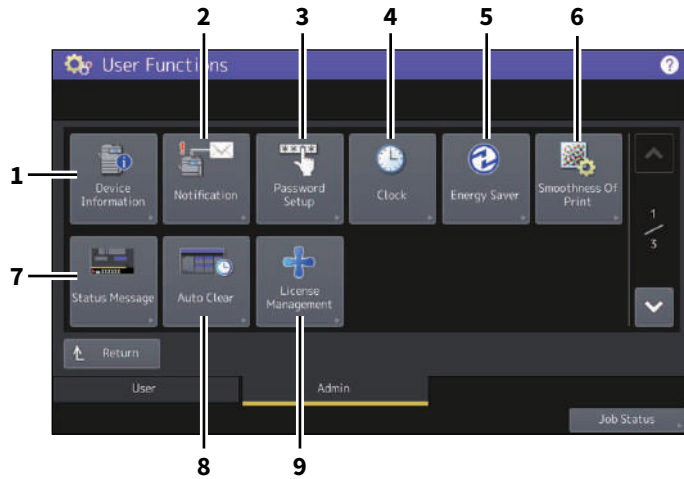 2 3 4 5 6
User Functions ?
1
Device
Information
Notification
Password
Setup
Clock
Energy Saver
Smoothness Of
Print
1
/
3
7
Status Message
Auto Clear
License
Management
Return
User Admin
Job Status
8 9